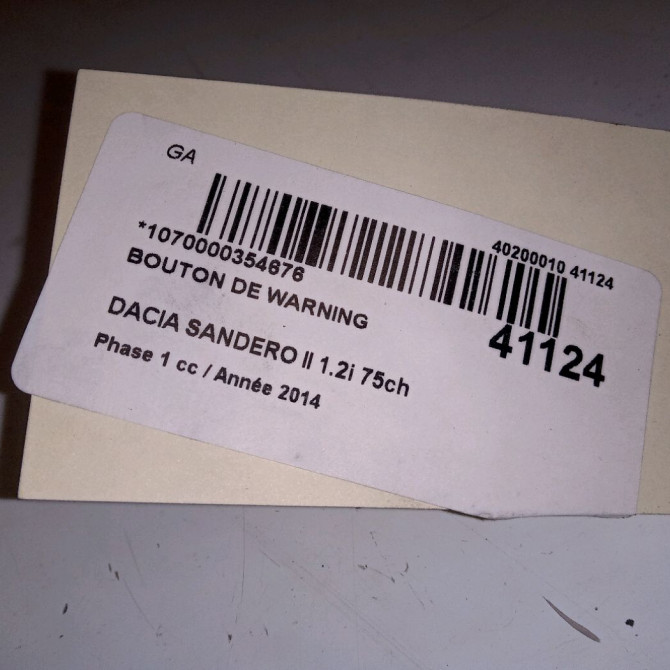 GA
*1070000354676 40200010 41124
BOUTON DE WARNING
41124
DACIA SANDERO II 1.2i 75ch
Phase 1 cc / Année 2014